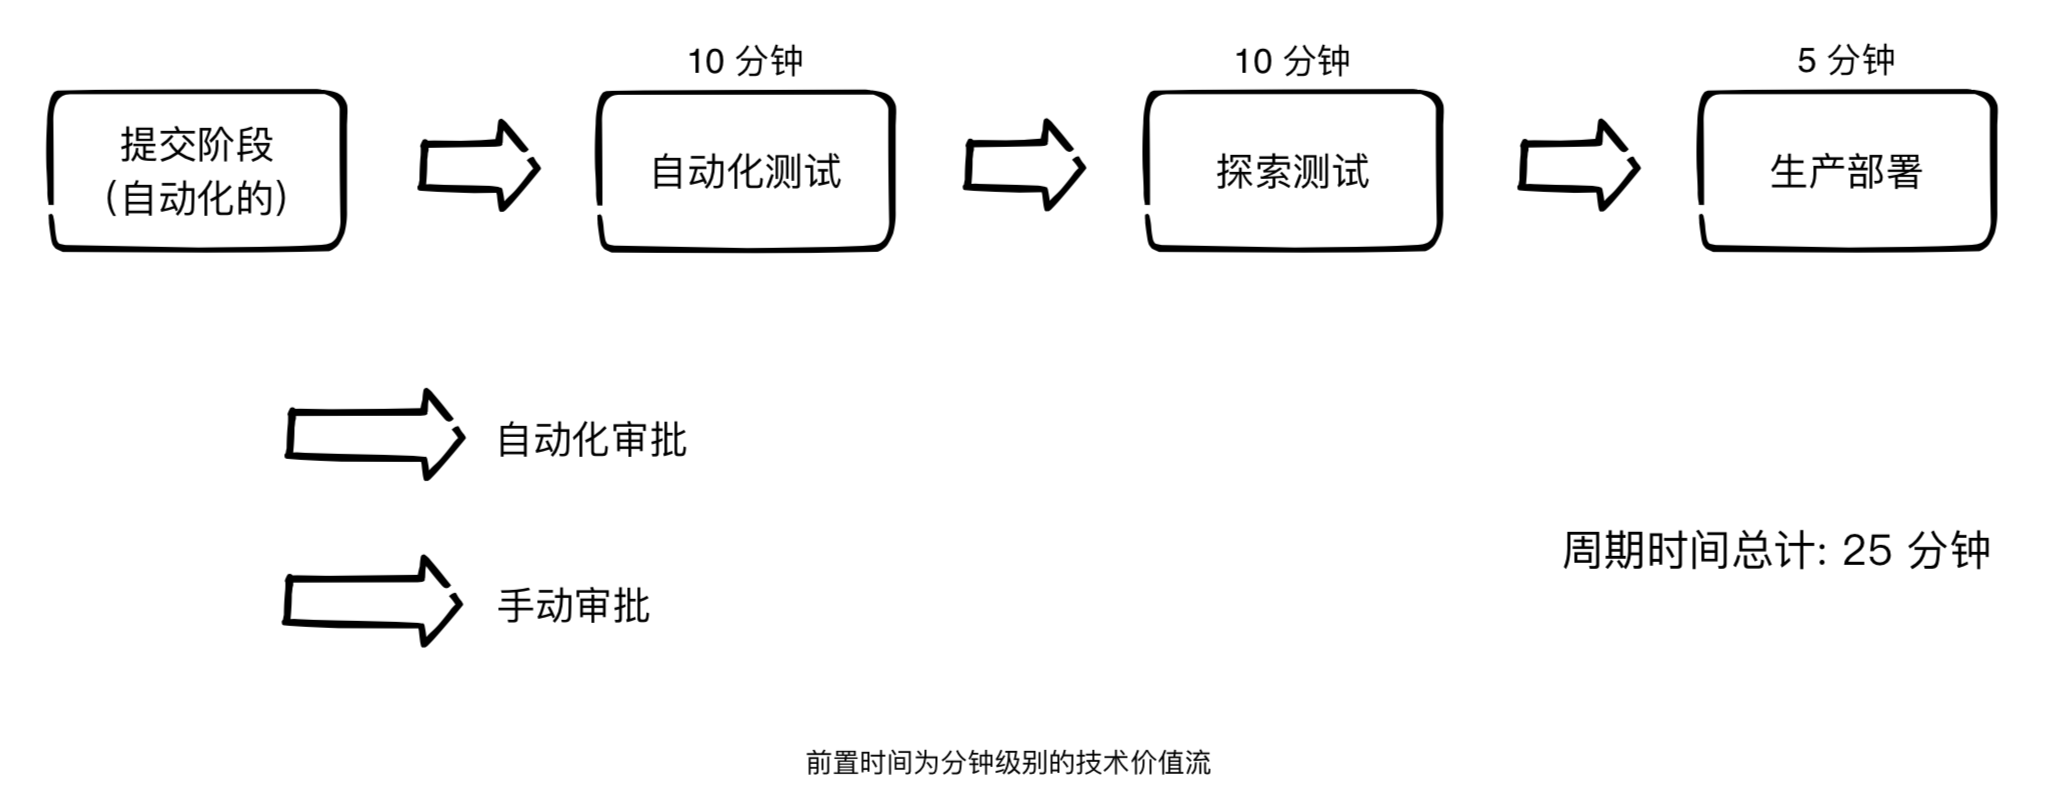 10 分钟
10 分钟
5 分钟
提交阶段
(自动化的)
自动化测试
探索测试
生产部署
自动化审批
手动审批
周期时间总计: 25 分钟
前置时间为分钟级别的技术价值流